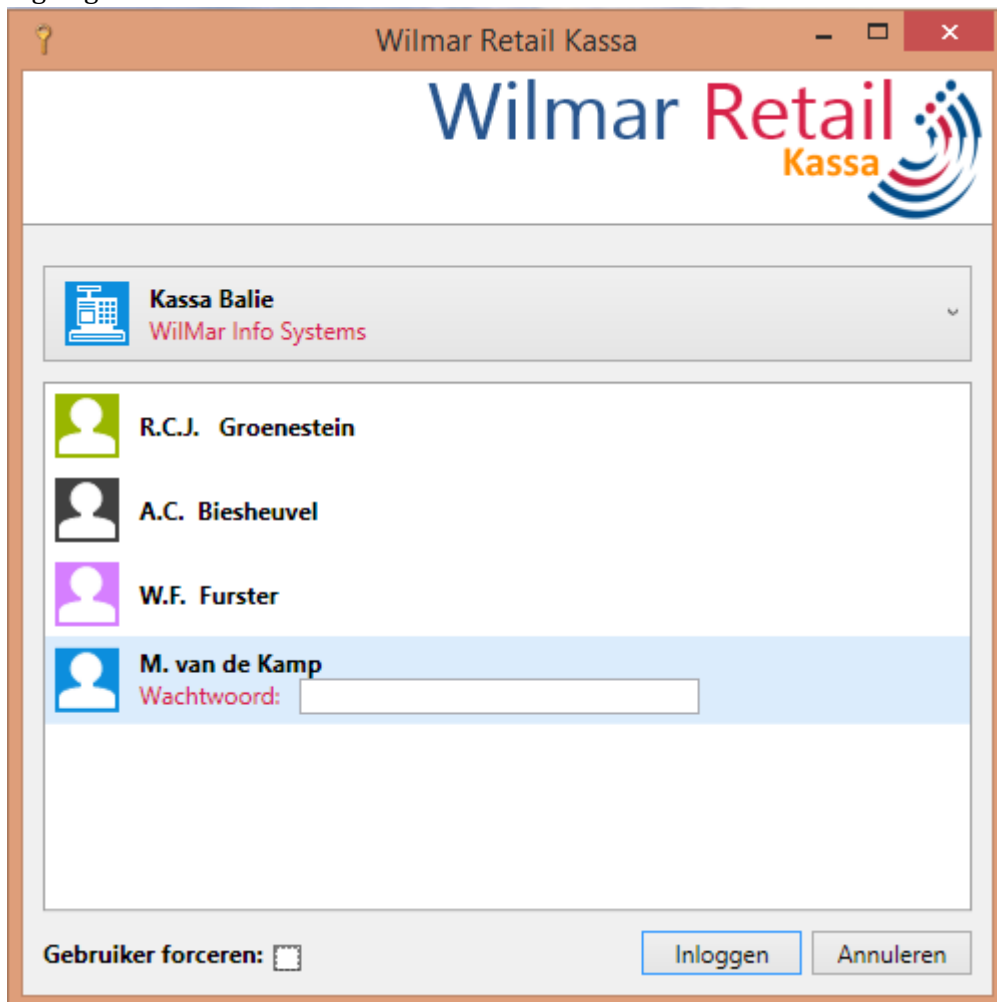 Wilmar Retail Kassa
Wilmar Retail
Kassa
Kassa Balie
WilMar Info Systems
R.C.J. Groenestein
A.C. Biesheuvel
W.F. Furster
M. van de Kamp
Wachtwoord:
Gebruiker forceren:
Inloggen Annuleren